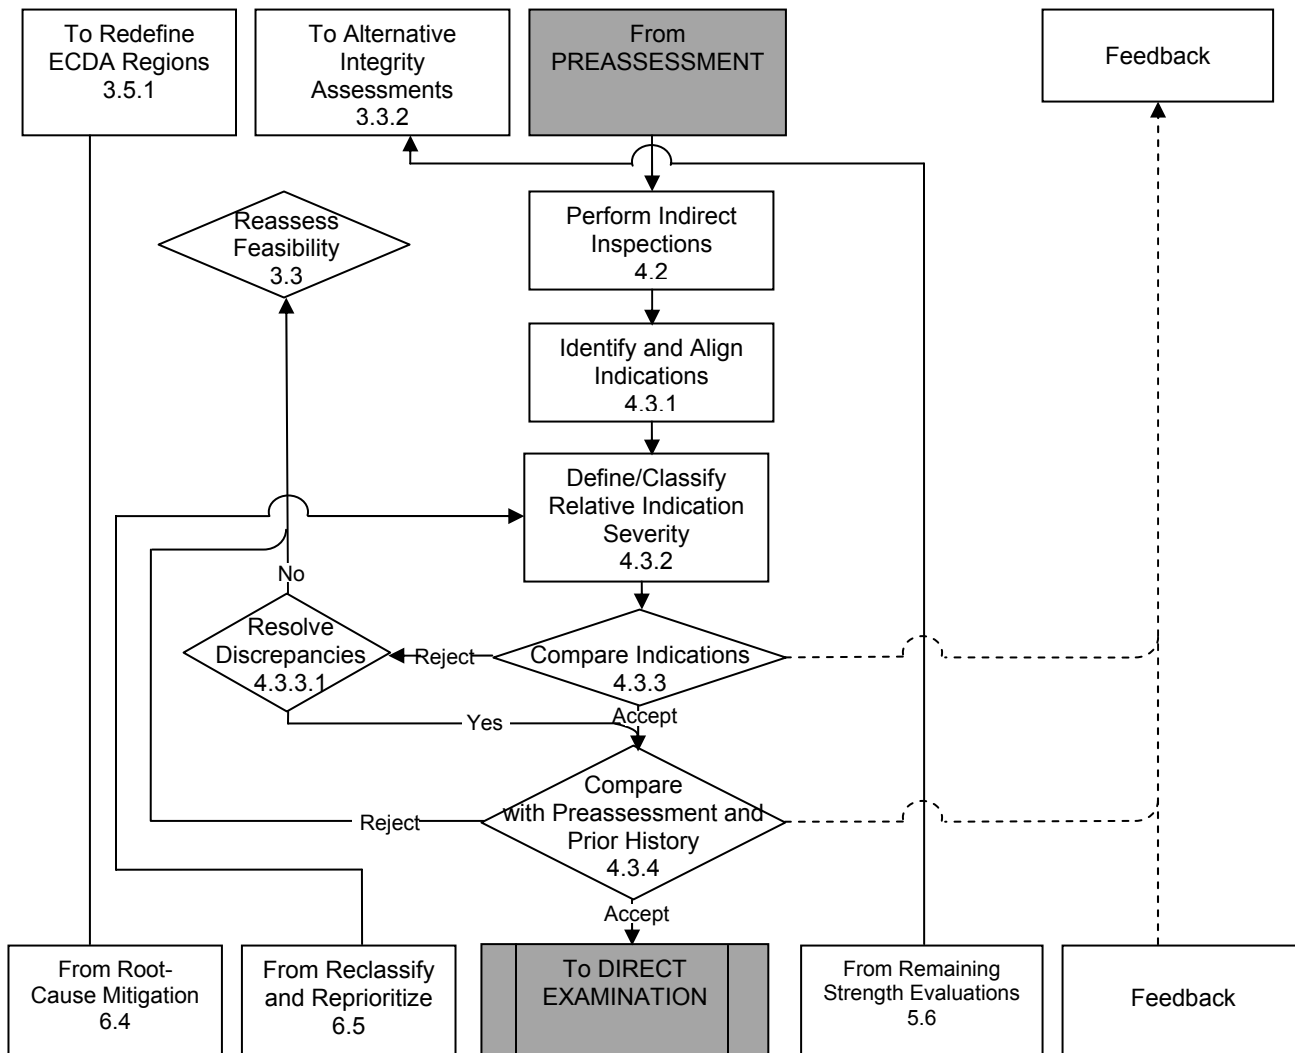 To Redefine
ECDA Regions
3.5.1
To Alternative
Integrity
Assessments
3.3.2
From
PREASSESSMENT
Feedback
Reassess
Feasibility
3.3
Perform Indirect
Inspections
4.2
Identify and Align
Indications
4.3.1
Define/Classify
Relative Indication
Severity
4.3.2
No
Resolve
Discrepancies
4.3.3.1
Reject
Compare Indications
4.3.3
Accept
Yes
Compare
with Preassessment and
Prior History
4.3.4
Reject
Accept
From Root-
Cause Mitigation
6.4
From Reclassify
and Reprioritize
6.5
To DIRECT
EXAMINATION
From Remaining
Strength Evaluations
5.6
Feedback